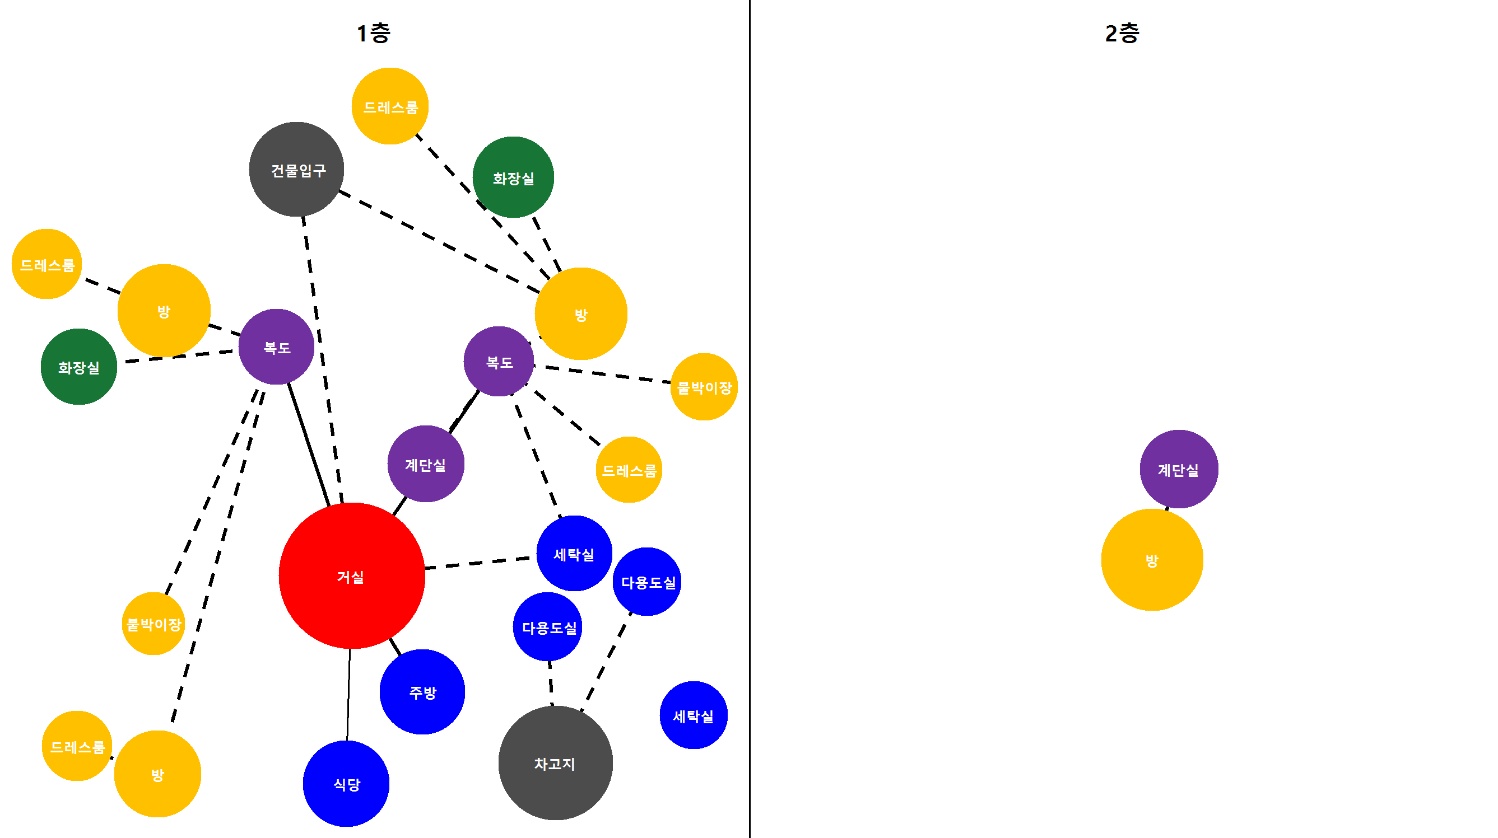 1층
드레스룸
건물입구
화장실
드레스룸
방
방
복도
복도
화장실
붙박이장
계단실
드레스룸
세탁실
다용도실
거실
붙박이장
다용도실
주방
세탁실
드레스룸
방
차고지
식당
2층
계단실
방